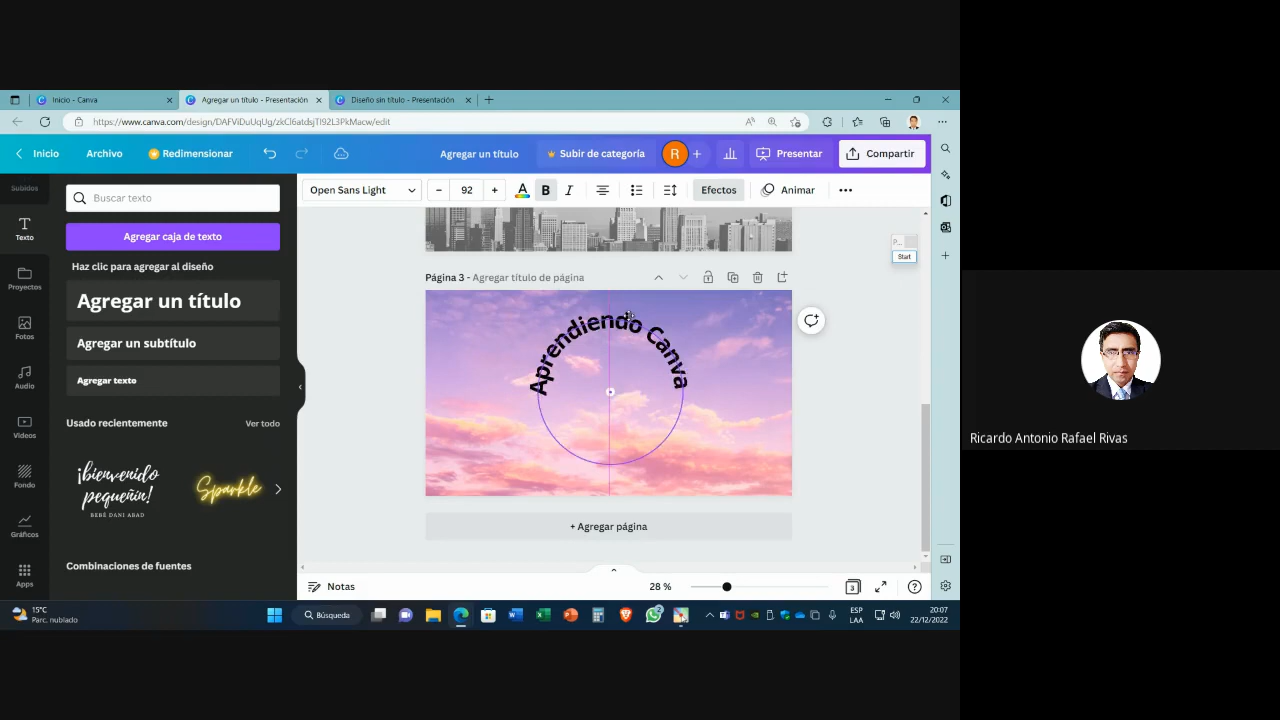 Inicio - Canva
Agregar un título - Presentación
Diseño sin título - Presentación
https://www.canva.com/design/DAFViDuUqUg/zkCl6atdsjTl92L3PkMacw/edit
Inicio
Archivo
Redimensionar
Agregar un título
Subir de categoría
R
Presentar
Compartir
Subidos
Texto
Proyectos
Fotos
Audio
Videos
Fondo
Gráficos
Apps
Buscar texto
Agregar caja de texto
Haz clic para agregar al diseño
Agregar un título
Agregar un subtítulo
Agregar texto
Usado recientemente
Ver todo
¡bienvenido
pequeñín!
BEBÉ DANI ABAD
Sparkle
Combinaciones de fuentes
Open Sans Light
92
A
B
I
Efectos
Animar
Página 3 - Agregar título de página
Aprendiendo Canva
+ Agregar página
P...
Start
Notas
28 %
3
15°C
Parc. nublado
Búsqueda
ESP
LAA
20:07
22/12/2022
Ricardo Antonio Rafael Rivas